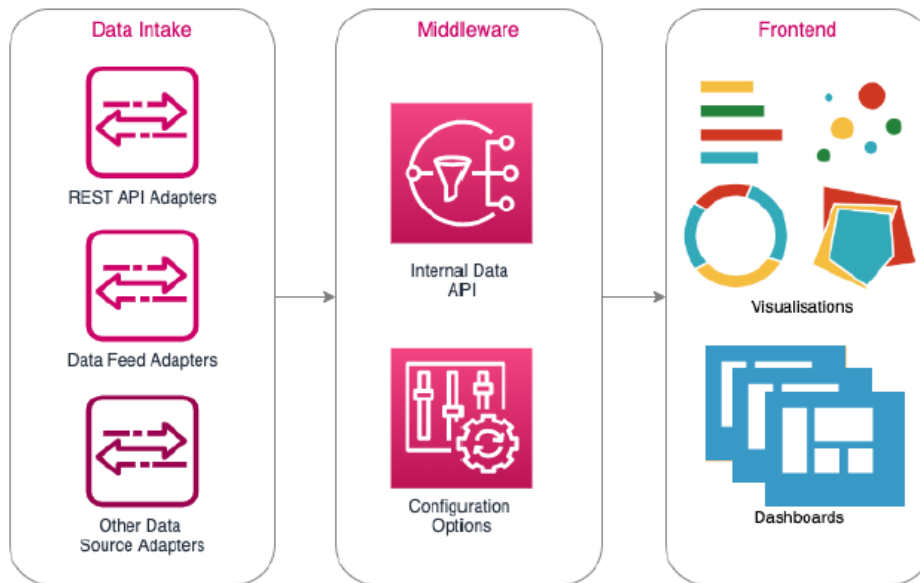 Data Intake
REST API Adapters
Data Feed Adapters
Other Data
Source Adapters
Middleware
Internal Data
API
Configuration
Options
Frontend
Visualisations
Dashboards